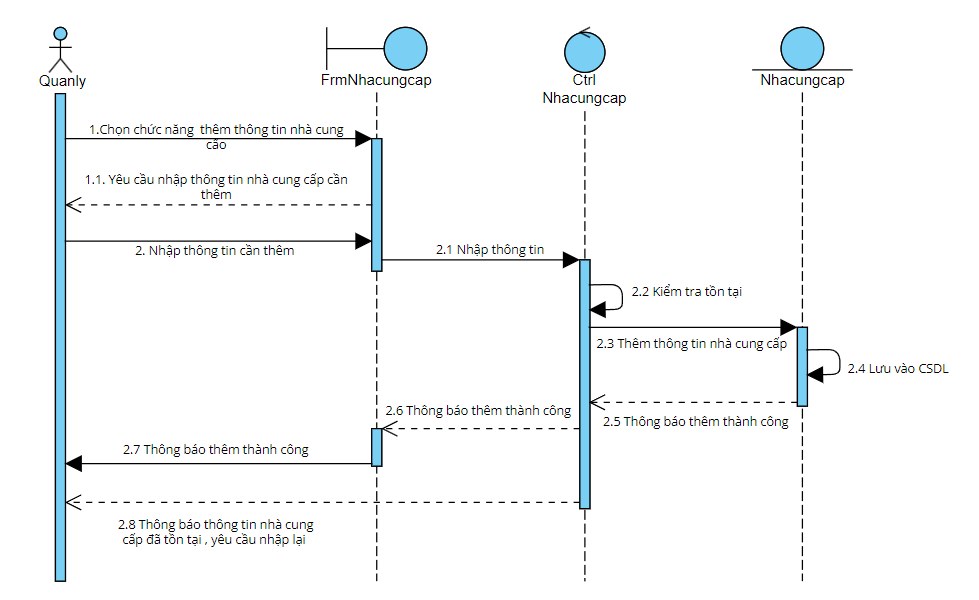 Quanly
FrmNhacungcap
Ctrl
Nhacungcap
Nhacungcap
1.Chọn chức năng thêm thông tin nhà cung
cão
1.1. Yêu cầu nhập thông tin nhà cung cấp cần
thêm
2. Nhập thông tin cần thêm
2.1 Nhập thông tin
2.2 Kiểm tra tồn tại
2.3 Thêm thông tin nhà cung cấp
2.4 Lưu vào CSDL
2.5 Thông báo thêm thành công
2.6 Thông báo thêm thành công
2.7 Thông báo thêm thành công
2.8 Thông báo thông tin nhà cung
cấp đã tồn tại , yêu cầu nhập lại